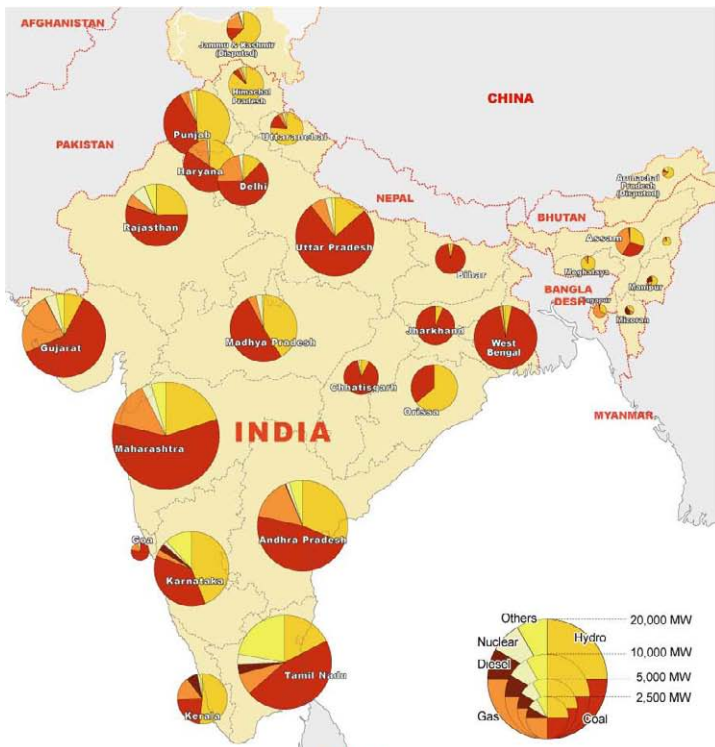 AFGHANISTAN
Jammu & Kashmir
(Disputed)
Himachal
Pradesh
CHINA
PAKISTAN
Punjab
Uttaranchal
Haryana
Delhi
NEPAL
Arunachal
Pradesh
(Disputed)
BHUTAN
Rajasthan
Uttar Pradesh
Assam
Bihar
Meghalaya
Manipur
BANGLA
DESH
Mizoran
Gujarat
Madhya Pradesh
Jharkhand
West
Bengal
Chhatisgarh
Orissa
MYANMAR
INDIA
Maharashtra
Andhra Pradesh
Goa
Karnataka
Tamil Nadu
Kerala
Others
20,000 MW
Nuclear
Hydro
10,000 MW
Diesel
5,000 MW
2,500 MW
Gas
Coal